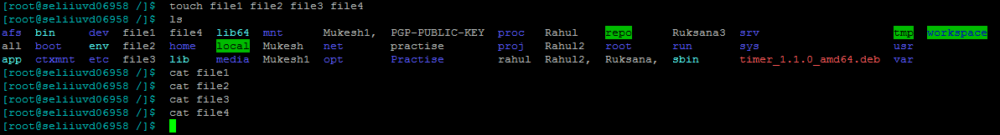 [root@seliiuvd06958 /]$ touch file1 file2 file3 file4
[root@seliiuvd06958 /]$ ls
afs bin dev file1 file4 lib64 mnt Mukesh1, PGP-PUBLIC-KEY proc Rahul repo Ruksana3 srv tmp workspace
all boot env file2 home local Mukesh net practise proj Rahul2 root run sys usr
app ctxmnt etc file3 lib media Mukesh1 opt Practise rahul Rahul2, Ruksana, sbin timer_1.1.0_amd64.deb var
[root@seliiuvd06958 /]$ cat file1
[root@seliiuvd06958 /]$ cat file2
[root@seliiuvd06958 /]$ cat file3
[root@seliiuvd06958 /]$ cat file4
[root@seliiuvd06958 /]$